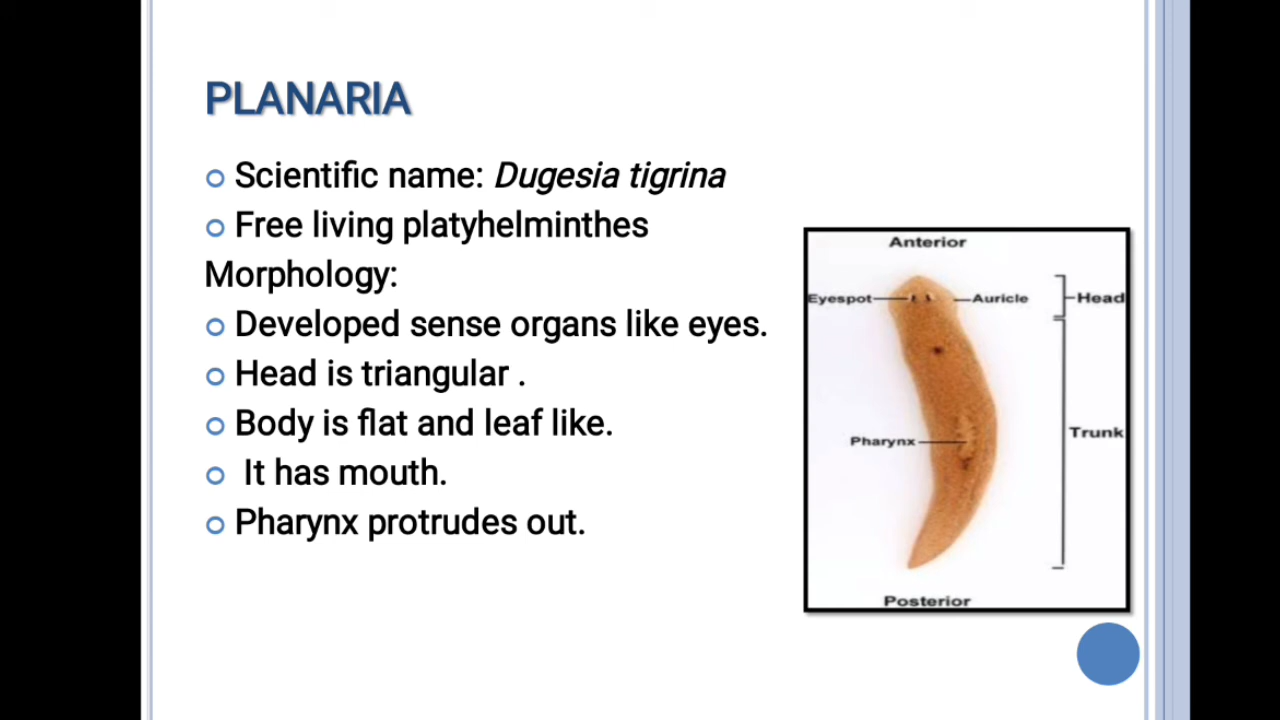 PLANARIA
Scientific name: Dugesia tigrina
Free living platyhelminthes
Morphology:
Developed sense organs like eyes.
Head is triangular .
Body is flat and leaf like.
It has mouth.
Pharynx protrudes out.
Anterior
Eyespot
Auricle
Head
Pharynx
Trunk
Posterior